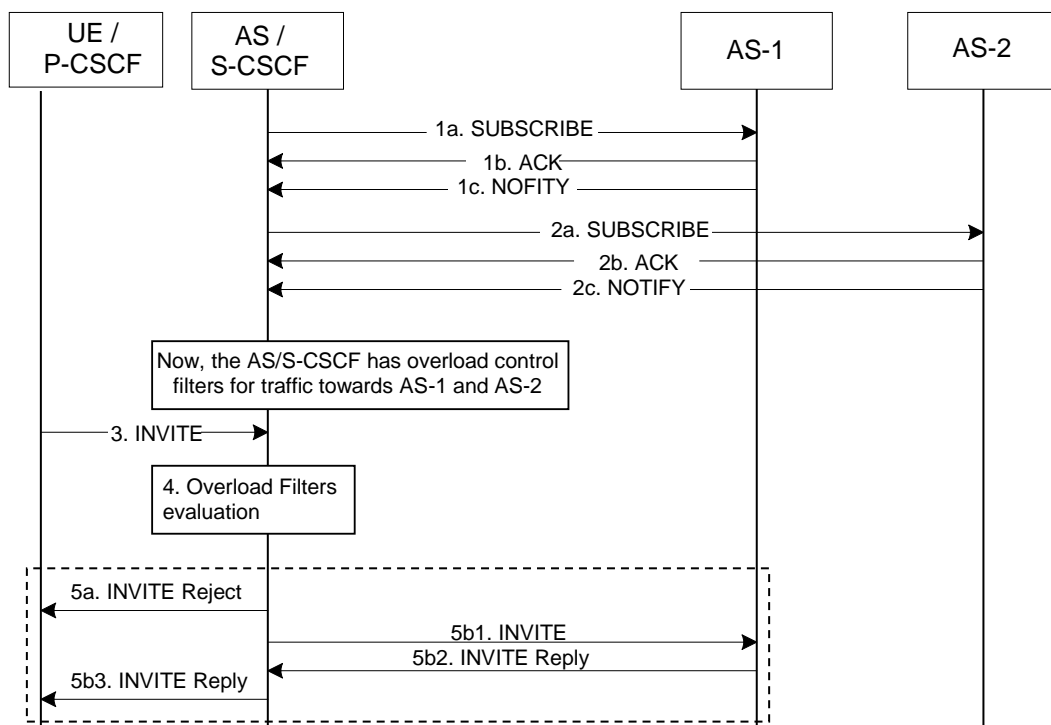 UE /
P-CSCF
AS /
S-CSCF
AS-1
AS-2
1a. SUBSCRIBE
1b. ACK
1c. NOFITY
2a. SUBSCRIBE
2b. ACK
2c. NOTIFY
Now, the AS/S-CSCF has overload control
filters for traffic towards AS-1 and AS-2
3. INVITE
4. Overload Filters
evaluation
5a. INVITE Reject
5b1. INVITE
5b2. INVITE Reply
5b3. INVITE Reply